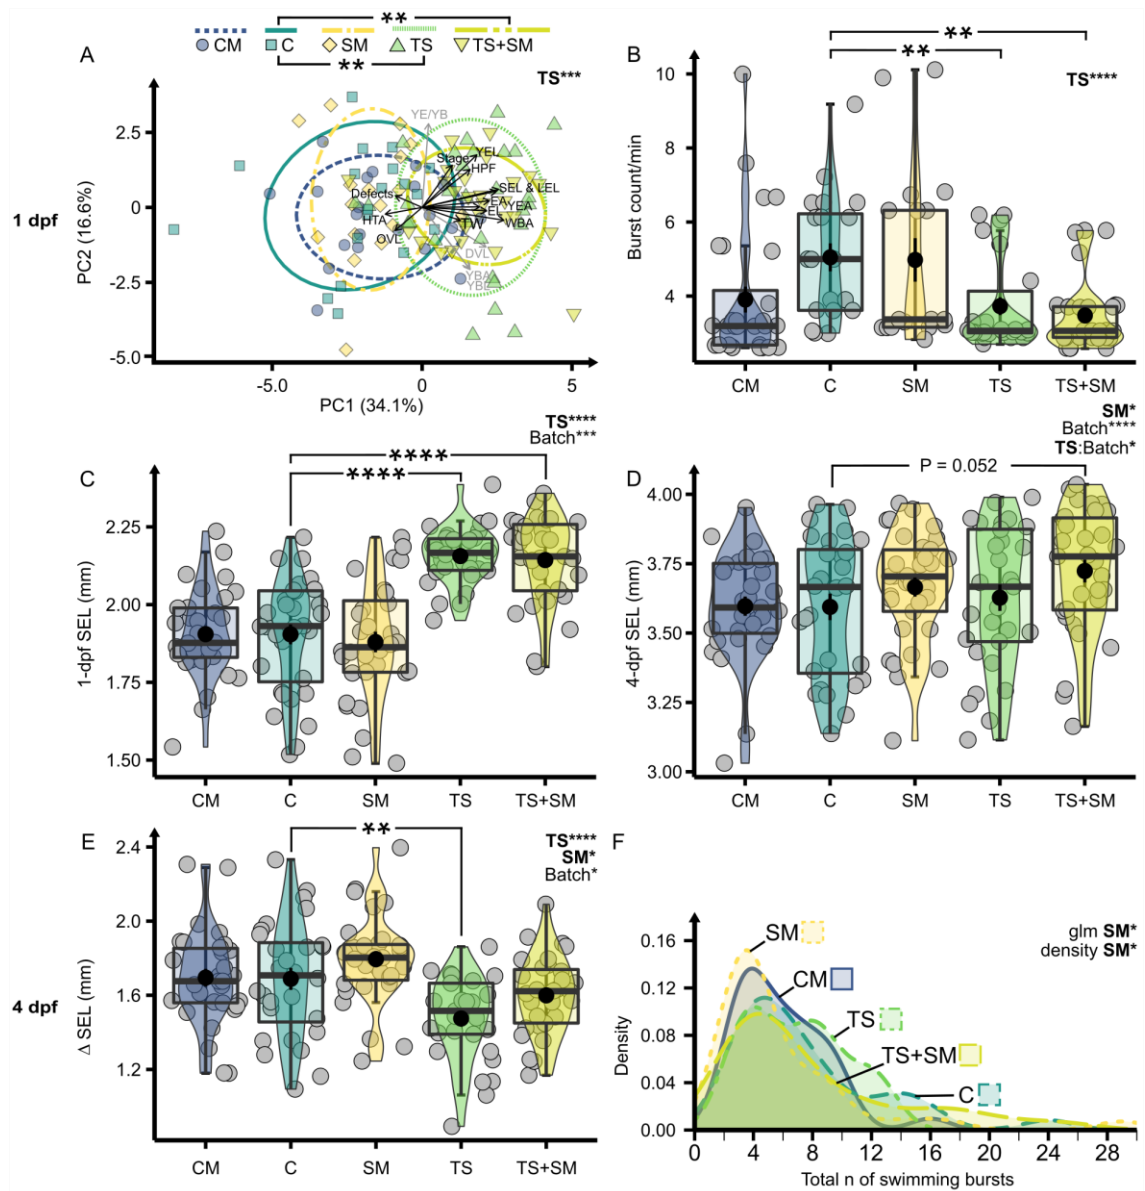 **
CM C SM TS TS+SM
**
A
TS***
PC2 (16.6%)
2.5
0
-2.5
-5.0
YE/YB
Stage
YEL
HPF
SEL & LEL
Defects
EA
YEA
EL
HTA
TW
WBA
OVL
DVL
YBA
YBL
-5.0 0 5
PC1 (34.1%)
1 dpf
B
**
**
TS****
Burst count/min
10
8
6
4
CM C SM TS TS+SM
C
TS****
Batch***
****
****
1-dpf SEL (mm)
2.25
2.00
1.75
1.50
CM C SM TS TS+SM
D
SM*
Batch****
TS:Batch*
P = 0.052
4-dpf SEL (mm)
4.00
3.75
3.50
3.25
3.00
CM C SM TS TS+SM
E
**
TS****
SM*
Batch*
Δ SEL (mm)
2.4
2.0
1.6
1.2
4 dpf
CM C SM TS TS+SM
F
glm SM*
density SM*
Density
0.16
0.12
0.08
0.04
0.00
SM
CM
TS
TS+SM
C
0 4 8 12 16 20 24 28
Total n of swimming bursts